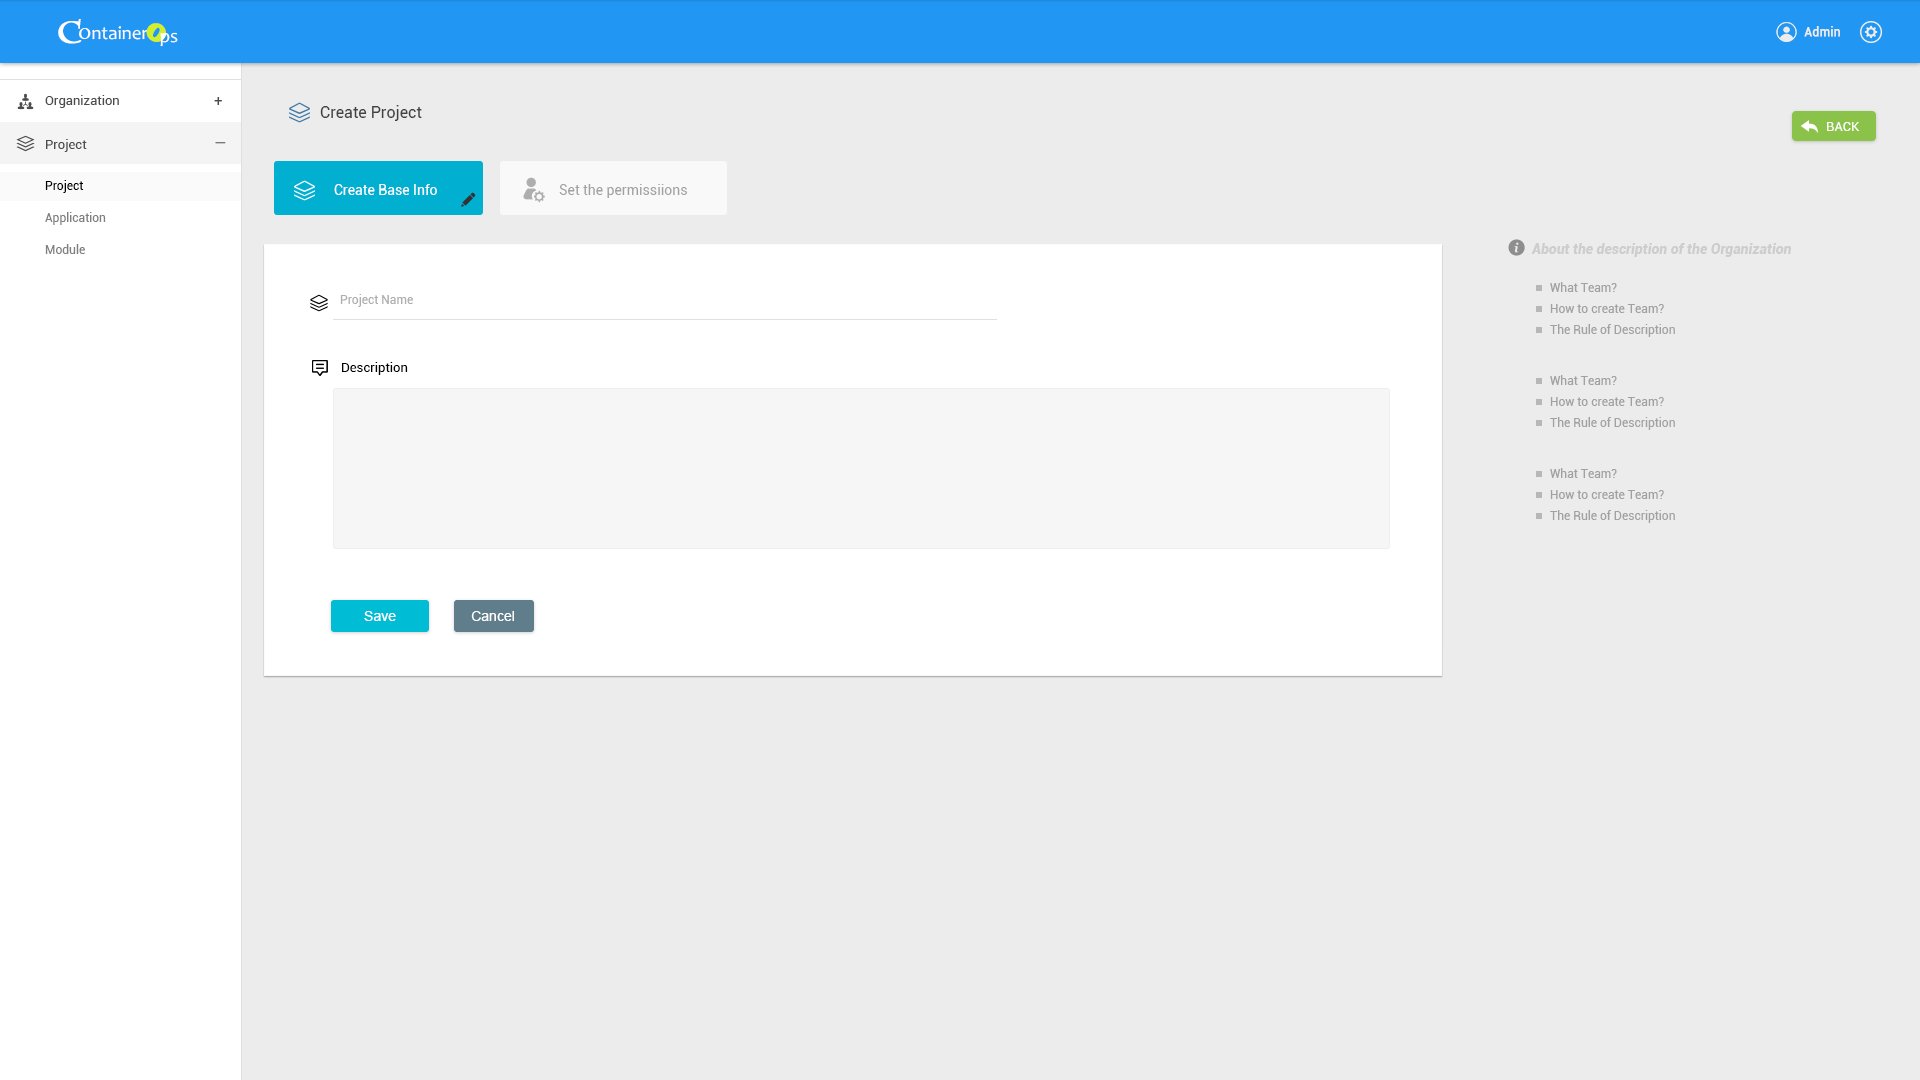 ContainerOps
Admin
Organization +
Project −
Project
Application
Module
Create Project
BACK
Create Base Info
Set the permissiions
Project Name
Description
Save
Cancel
About the description of the Organization
What Team?
How to create Team?
The Rule of Description
What Team?
How to create Team?
The Rule of Description
What Team?
How to create Team?
The Rule of Description